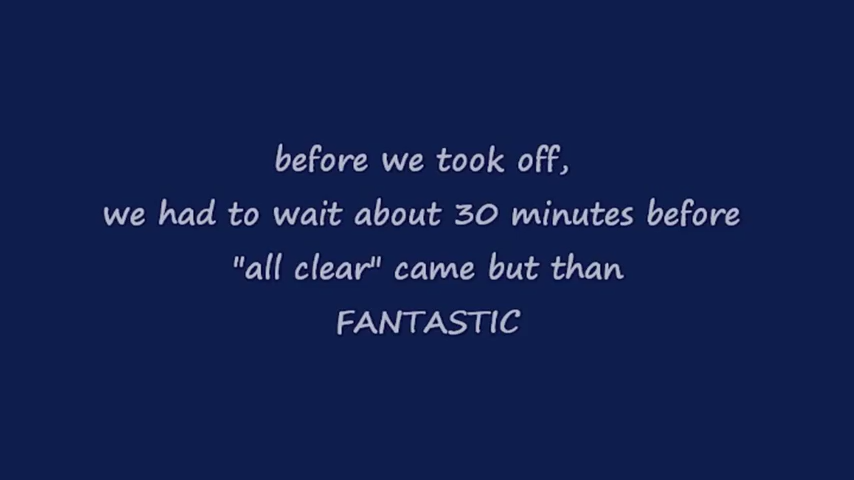 before we took off,
we had to wait about 30 minutes before
"all clear" came but than
FANTASTIC